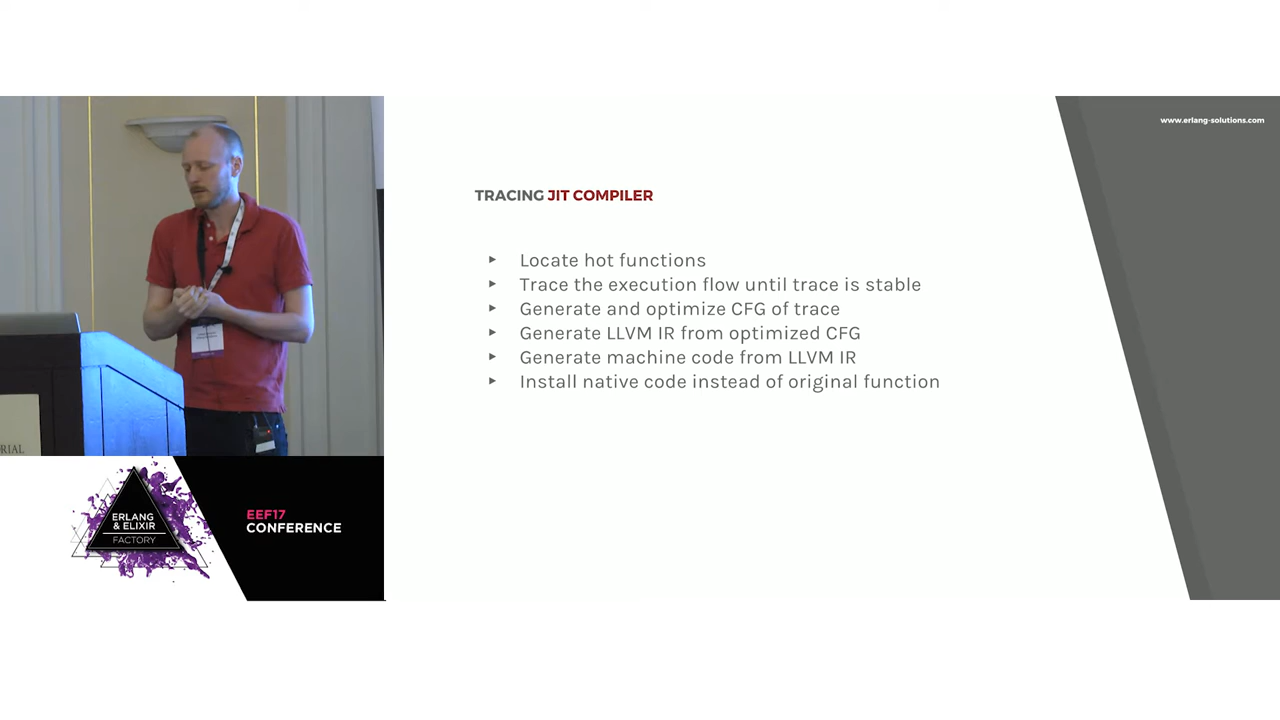 www.erlang-solutions.com
TRACING JIT COMPILER
▸ Locate hot functions
▸ Trace the execution flow until trace is stable
▸ Generate and optimize CFG of trace
▸ Generate LLVM IR from optimized CFG
▸ Generate machine code from LLVM IR
▸ Install native code instead of original function
RIAL
ERLANG
& ELIXIR
FACTORY
EEF17
CONFERENCE